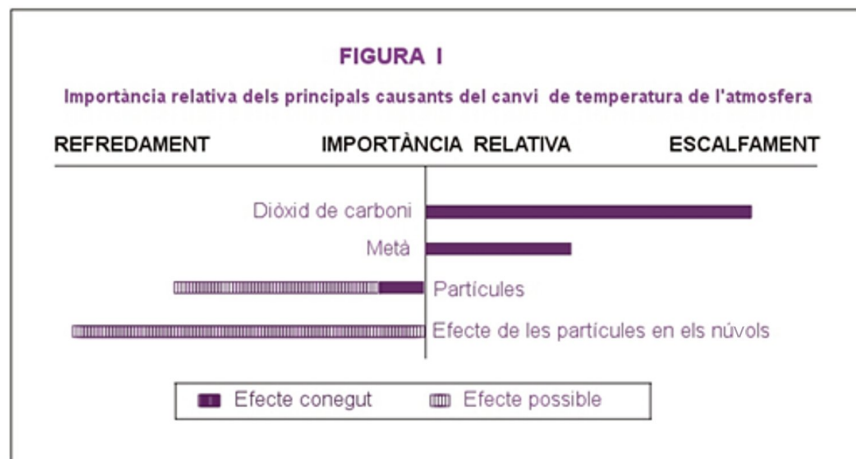 FIGURA I
Importància relativa dels principals causants del canvi de temperatura de l'atmosfera
REFREDAMENT IMPORTÀNCIA RELATIVA ESCALFAMENT
Diòxid de carboni
Metà
Partícules
Efecte de les partícules en els núvols
Efecte conegut Efecte possible